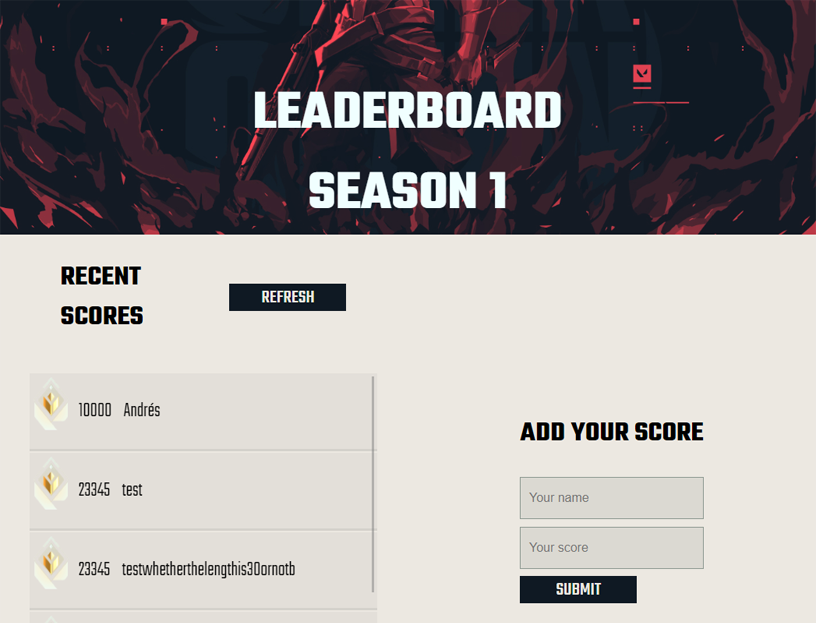 LEADERBOARD
SEASON 1
RECENT
SCORES
REFRESH
10000 Andrés
23345 test
23345 testwhetherthelengthis30ornotb
ADD YOUR SCORE
Your name
Your score
SUBMIT